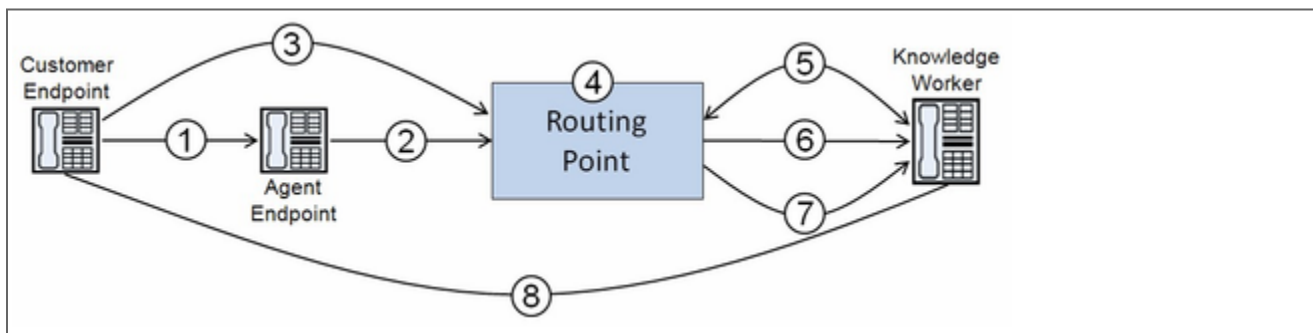 Customer
Endpoint
3
1
Agent
Endpoint
2
4
Routing
Point
5
6
7
Knowledge
Worker
8